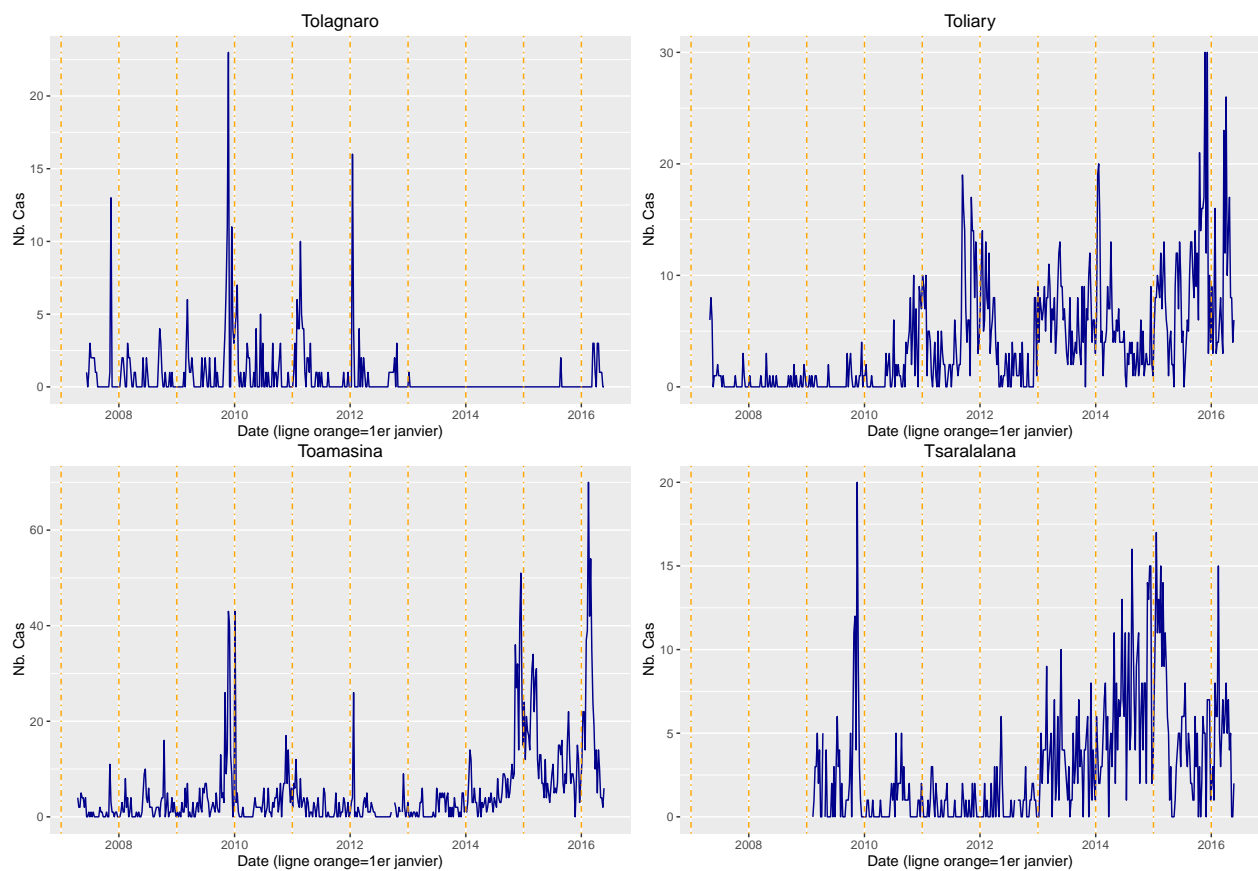 Tolagnaro
Nb. Cas
20
15
10
5
0
2008 2010 2012 2014 2016
Date (ligne orange=1er janvier)
Toliary
Nb. Cas
30
20
10
0
2008 2010 2012 2014 2016
Date (ligne orange=1er janvier)
Toamasina
Nb. Cas
60
40
20
0
2008 2010 2012 2014 2016
Date (ligne orange=1er janvier)
Tsaralalana
Nb. Cas
20
15
10
5
0
2008 2010 2012 2014 2016
Date (ligne orange=1er janvier)